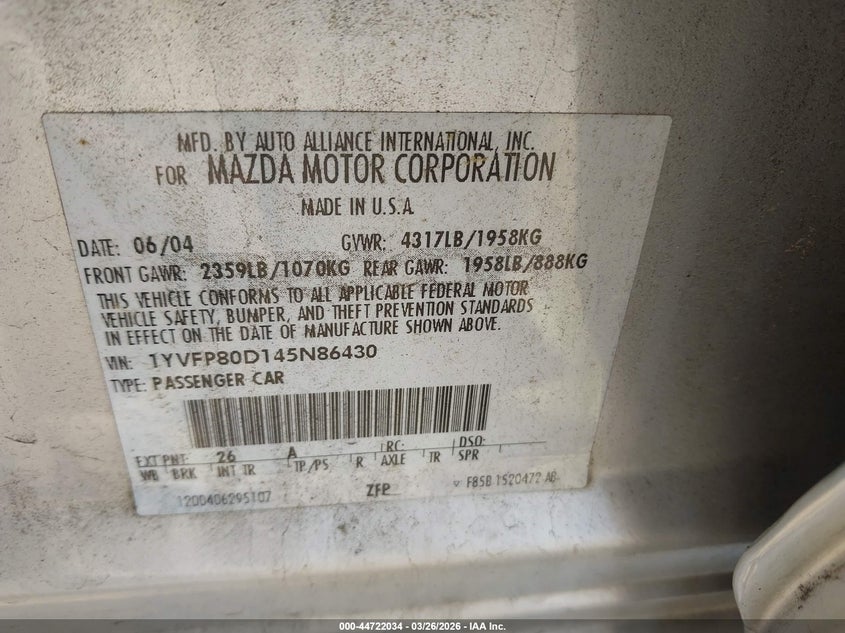 MFD. BY AUTO ALLIANCE INTERNATIONAL, INC.
FOR MAZDA MOTOR CORPORATION
MADE IN U.S.A
DATE: 06/04 GVWR: 4317LB/1958KG
FRONT GAWR: 2359LB/1070KG REAR GAWR: 1958LB/888KG
THIS VEHICLE CONFORMS TO ALL APPLICABLE FEDERAL MOTOR
VEHICLE SAFETY, BUMPER, AND THEFT PREVENTION STANDARDS
IN EFFECT ON THE DATE OF MANUFACTURE SHOWN ABOVE.
VIN: 1YVFP80D145N86430
TYPE: PASSENGER CAR
EXT PNT: 26 A RC: DSO:
WB BRK INT TR TP/PS R AXLE TR SPR
1200406295107 ZFP V F85B 1520472 AB
000-44722034 / 03/26/2026 - IAA Inc.